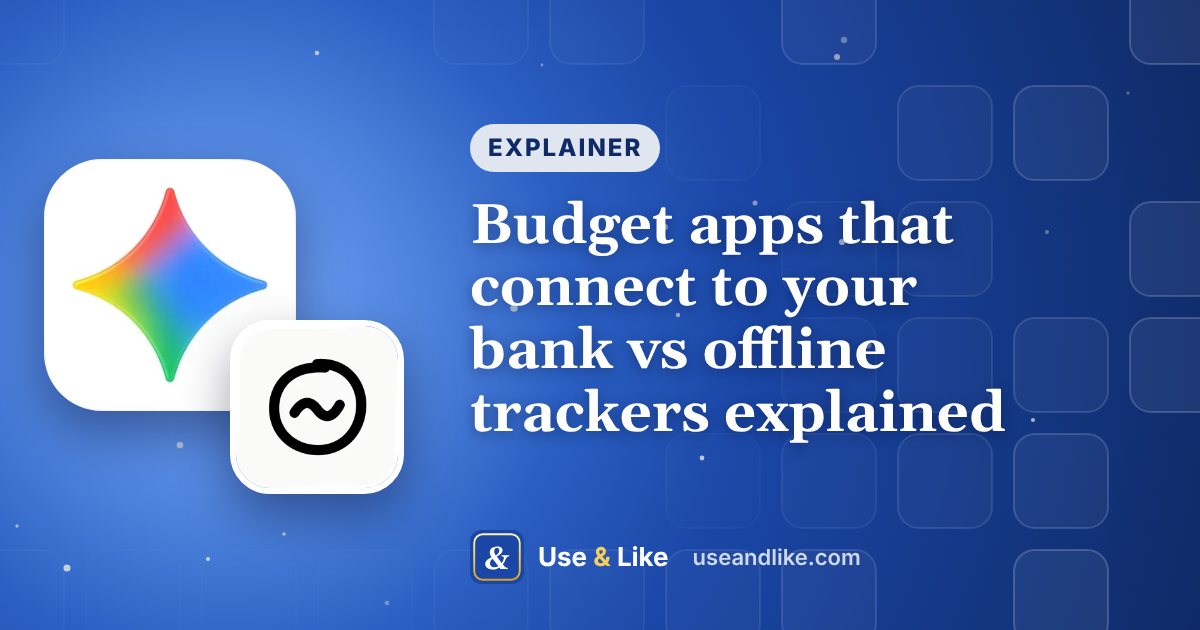 EXPLAINER
Budget apps that
connect to your
bank vs offline
trackers explained
& Use & Like useandlike.com